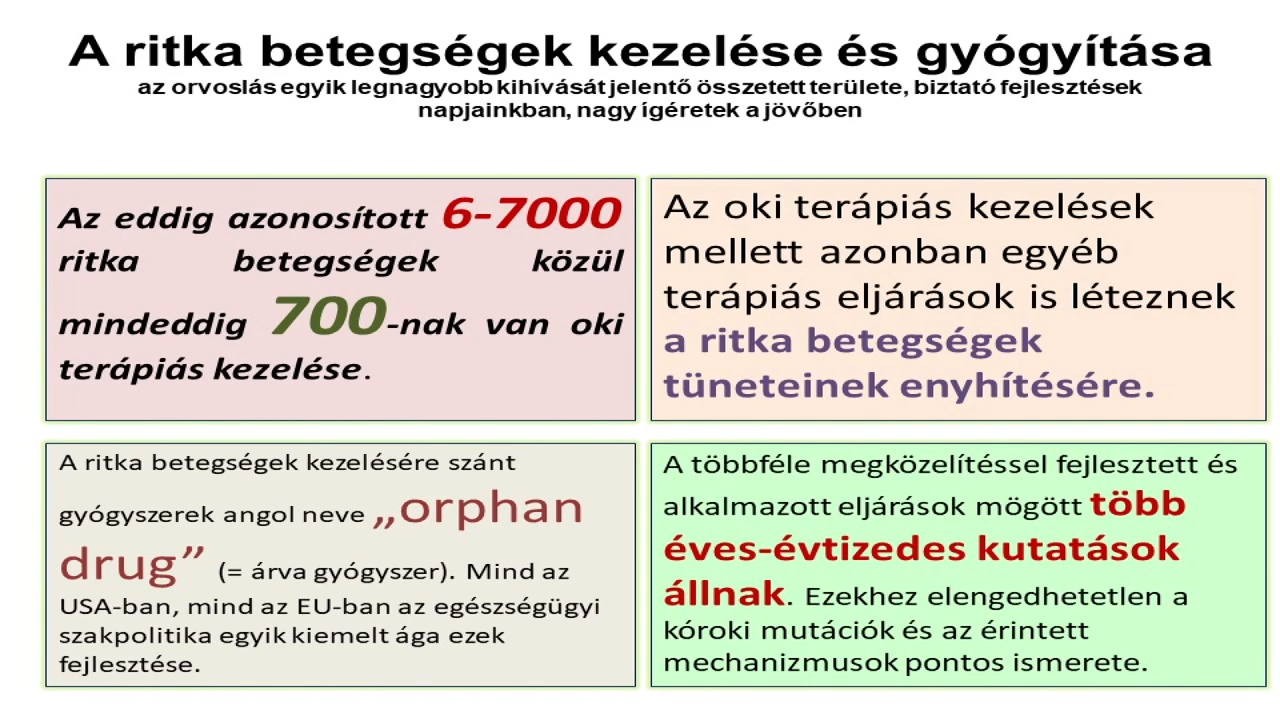 A ritka betegségek kezelése és gyógyítása
az orvoslás egyik legnagyobb kihívását jelentő összetett területe, biztató fejlesztések
napjainkban, nagy ígéretek a jövőben
Az eddig azonosított 6-7000
ritka betegségek közül
mindeddig 700-nak van oki
terápiás kezelése.
Az oki terápiás kezelések
mellett azonban egyéb
terápiás eljárások is léteznek
a ritka betegségek
tüneteinek enyhítésére.
A ritka betegségek kezelésére szánt
gyógyszerek angol neve „orphan
drug” (= árva gyógyszer). Mind az
USA-ban, mind az EU-ban az egészségügyi
szakpolitika egyik kiemelt ága ezek
fejlesztése.
A többféle megközelítéssel fejlesztett és
alkalmazott eljárások mögött több
éves-évtizedes kutatások
állnak. Ezekhez elengedhetetlen a
kóroki mutációk és az érintett
mechanizmusok pontos ismerete.